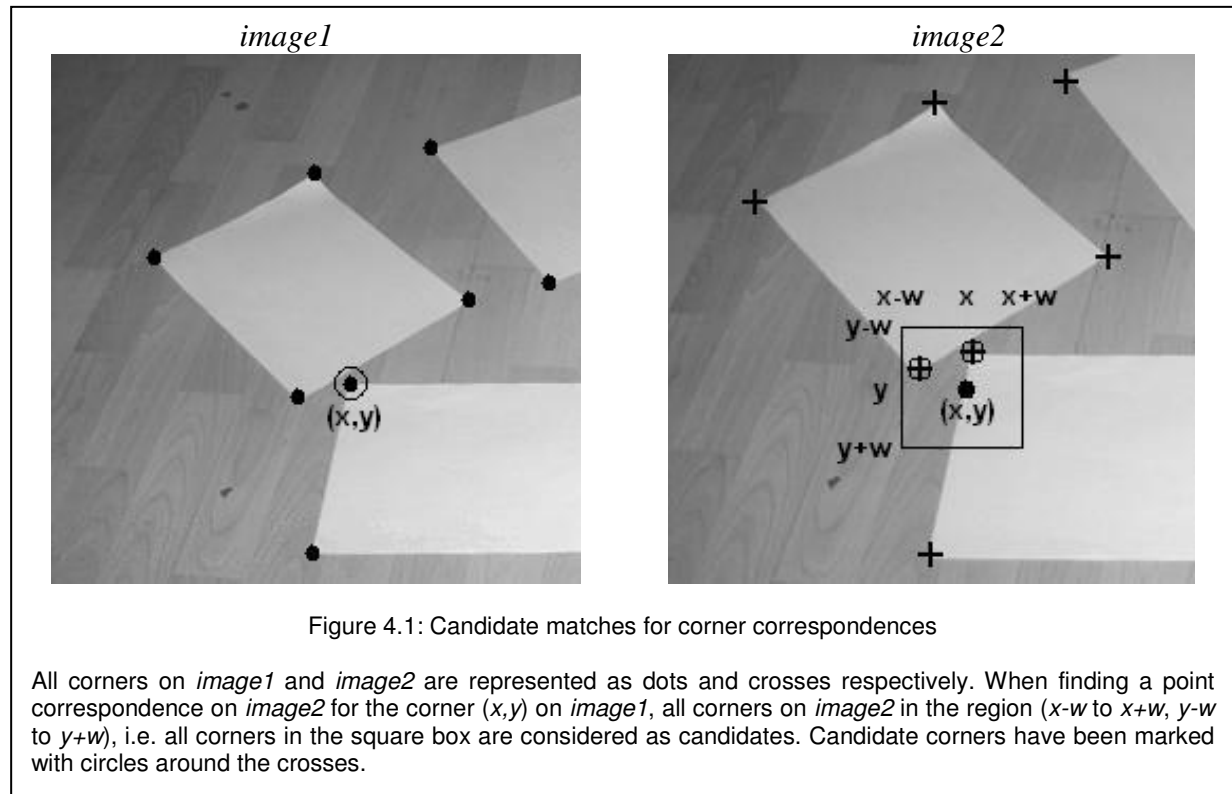 image1
image2
x-w x x+w
y-w
y
(x,y)
(x,y)
y+w
Figure 4.1: Candidate matches for corner correspondences
All corners on image1 and image2 are represented as dots and crosses respectively. When finding a point
correspondence on image2 for the corner (x,y) on image1, all corners on image2 in the region (x-w to x+w, y-w
to y+w), i.e. all corners in the square box are considered as candidates. Candidate corners have been marked
with circles around the crosses.